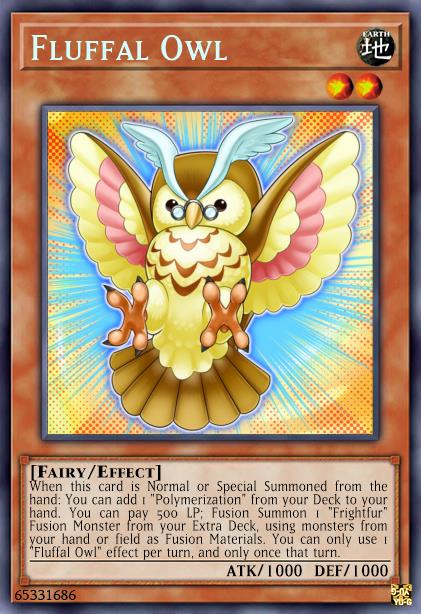 Fluffal Owl
EARTH
地
[Fairy/Effect]
When this card is Normal or Special Summoned from the
hand: You can add 1 "Polymerization" from your Deck to your
hand. You can pay 500 LP; Fusion Summon 1 "Frightfur"
Fusion Monster from your Extra Deck, using monsters from
your hand or field as Fusion Materials. You can only use 1
"Fluffal Owl" effect per turn, and only once that turn.
ATK/1000 DEF/1000
65331686